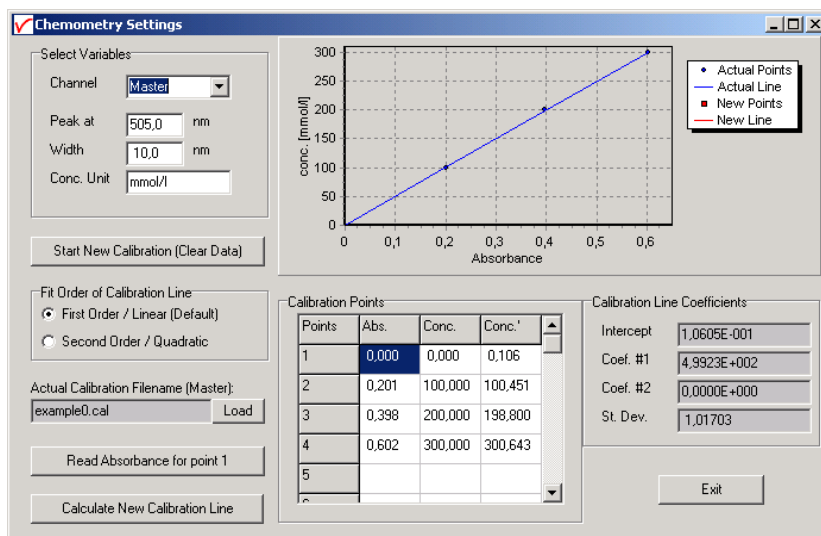 Chemometry Settings
Select Variables
Channel Master
Peak at 505,0 nm
Width 10,0 nm
Conc. Unit mmol/l
Start New Calibration (Clear Data)
Fit Order of Calibration Line
First Order / Linear (Default)
Second Order / Quadratic
Actual Calibration Filename (Master):
example0.cal Load
Read Absorbance for point 1
Calculate New Calibration Line
conc. [mmol/l]
300
250
200
150
100
50
0
0 0,1 0,2 0,3 0,4 0,5 0,6
Absorbance
Actual Points
Actual Line
New Points
New Line
Calibration Points
Points Abs. Conc. Conc.'
1 0,000 0,000 0,106
2 0,201 100,000 100,451
3 0,398 200,000 198,800
4 0,602 300,000 300,643
5
Calibration Line Coefficients
Intercept 1,0605E-001
Coef. #1 4,9923E+002
Coef. #2 0,0000E+000
St. Dev. 1,01703
Exit